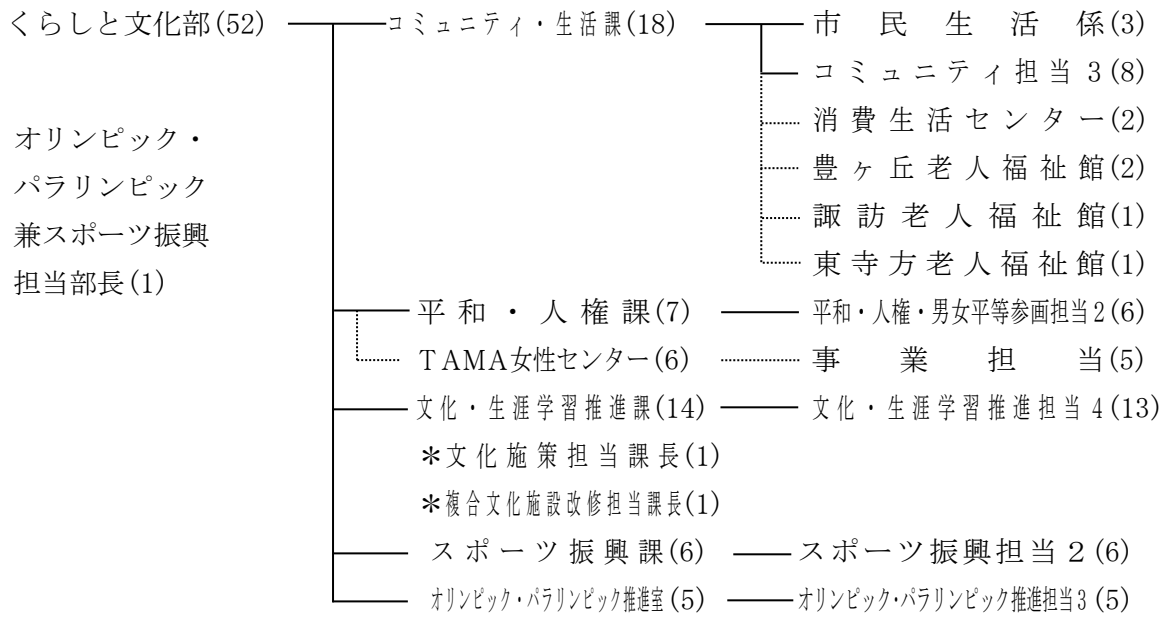 くらしと文化部(52) コミュニティ・生活課(18) 市民生活係(3)
コミュニティ担当3(8)
消費生活センター(2)
豊ヶ丘老人福祉館(2)
諏訪老人福祉館(1)
東寺方老人福祉館(1)
オリンピック・
パラリンピック
兼スポーツ振興
担当部長(1)
平和・人権課(7) 平和・人権・男女平等参画担当2(6)
TAMA女性センター(6) 事業担当(5)
文化・生涯学習推進課(14) 文化・生涯学習推進担当4(13)
*文化施策担当課長(1)
*複合文化施設改修担当課長(1)
スポーツ振興課(6) スポーツ振興担当2(6)
オリンピック・パラリンピック推進室(5) オリンピック・パラリンピック推進担当3(5)